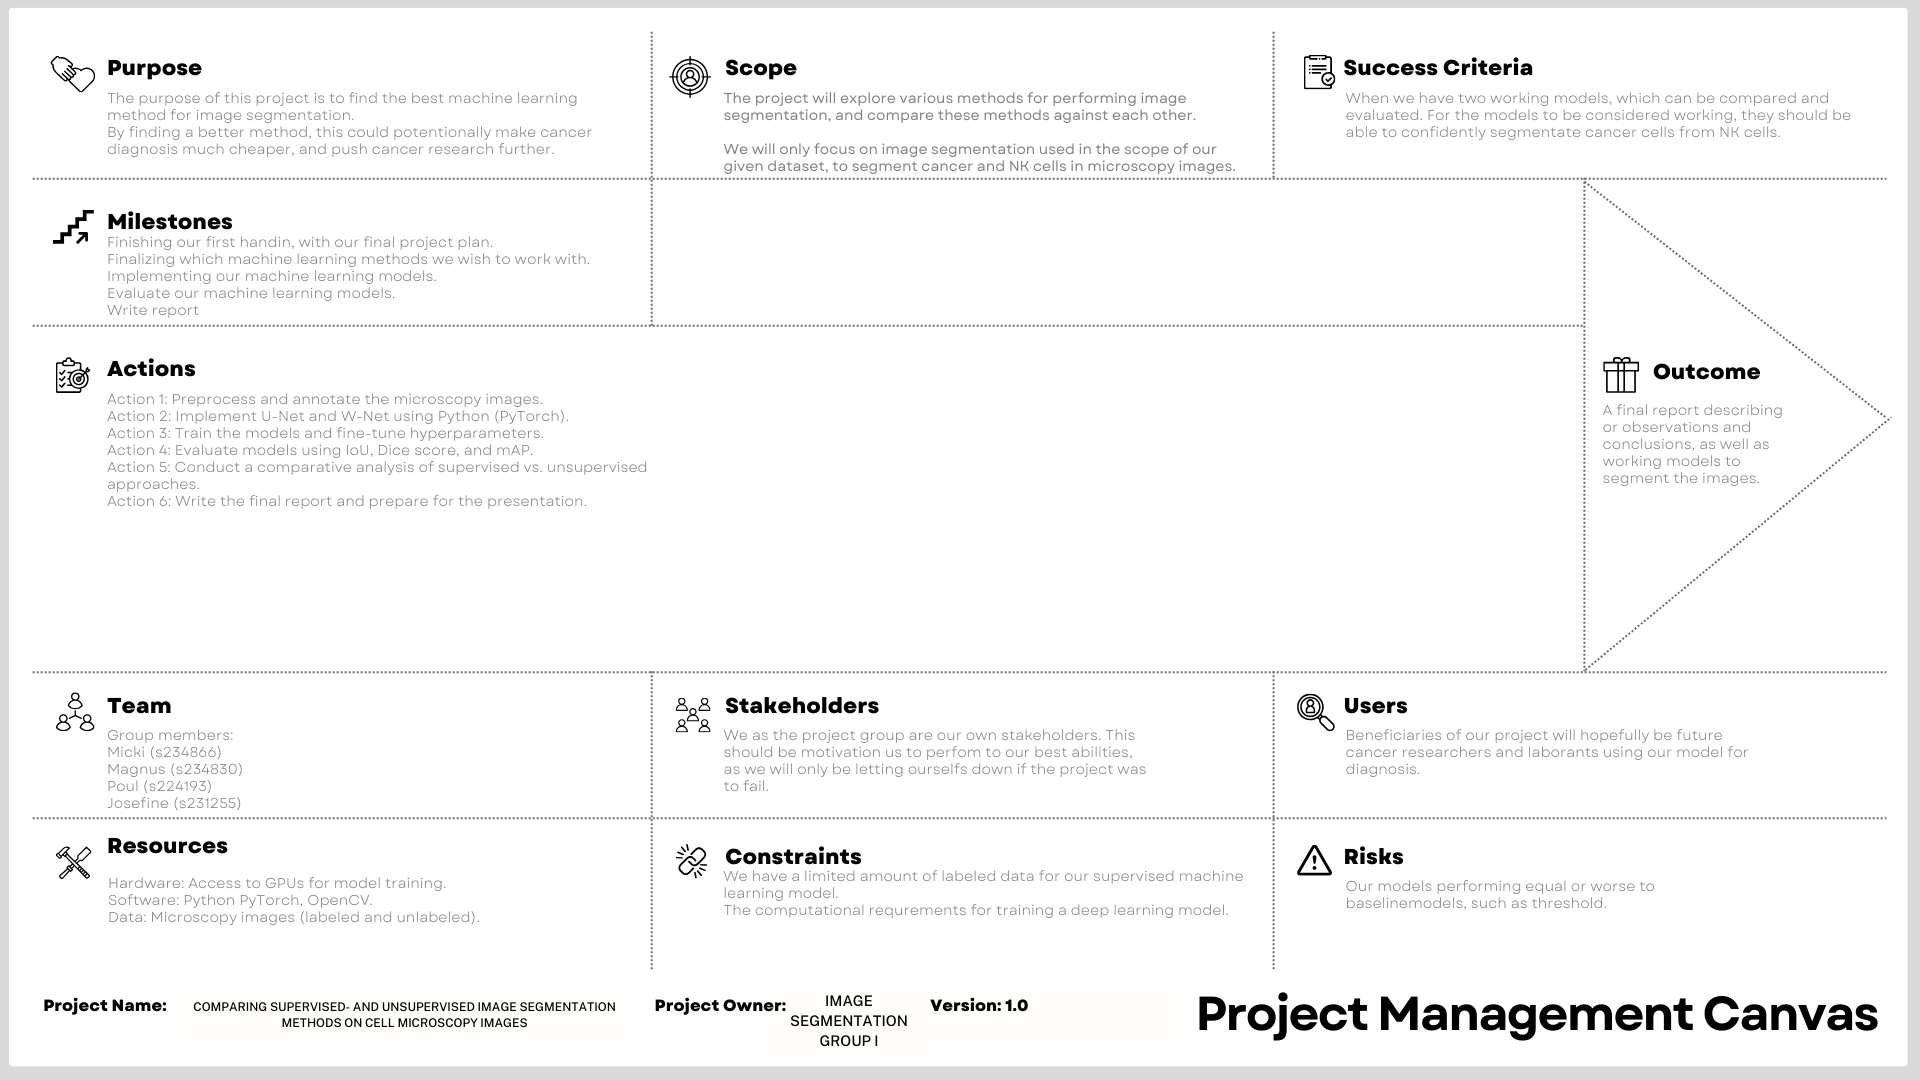 Purpose
The purpose of this project is to find the best machine learning
method for image segmentation.
By finding a better method, this could potentially make cancer
diagnosis much cheaper, and push cancer research further.
Scope
The project will explore various methods for performing image
segmentation, and compare these methods against each other.
We will only focus on image segmentation used in the scope of our
given dataset, to segment cancer and NK cells in microscopy images.
Success Criteria
When we have two working models, which can be compared and
evaluated. For the models to be considered working, they should be
able to confidently segmentate cancer cells from NK cells.
Milestones
Finishing our first handin, with our final project plan.
Finalizing which machine learning methods we wish to work with.
Implementing our machine learning models.
Evaluate our machine learning models.
Write report
Actions
Action 1: Preprocess and annotate the microscopy images.
Action 2: Implement U-Net and W-Net using Python (PyTorch).
Action 3: Train the models and fine-tune hyperparameters.
Action 4: Evaluate models using IoU, Dice score, and mAP.
Action 5: Conduct a comparative analysis of supervised vs. unsupervised
approaches.
Action 6: Write the final report and prepare for the presentation.
Outcome
A final report describing
or observations and
conclusions, as well as
working models to
segment the images.
Team
Group members:
Micki (s234866)
Magnus (s234830)
Poul (s224193)
Josefine (s231255)
Stakeholders
We as the project group are our own stakeholders. This
should be motivation us to perfom to our best abilities,
as we will only be letting ourselfs down if the project was
to fail.
Users
Beneficiaries of our project will hopefully be future
cancer researchers and laborants using our model for
diagnosis.
Resources
Hardware: Access to GPUs for model training.
Software: Python PyTorch, OpenCV.
Data: Microscopy images (labeled and unlabeled).
Constraints
We have a limited amount of labeled data for our supervised machine
learning model.
The computational requrements for training a deep learning model.
Risks
Our models performing equal or worse to
baselinemodels, such as threshold.
Project Name:
COMPARING SUPERVISED- AND UNSUPERVISED IMAGE SEGMENTATION
METHODS ON CELL MICROSCOPY IMAGES
Project Owner:
IMAGE
SEGMENTATION
GROUP I
Version: 1.0
Project Management Canvas